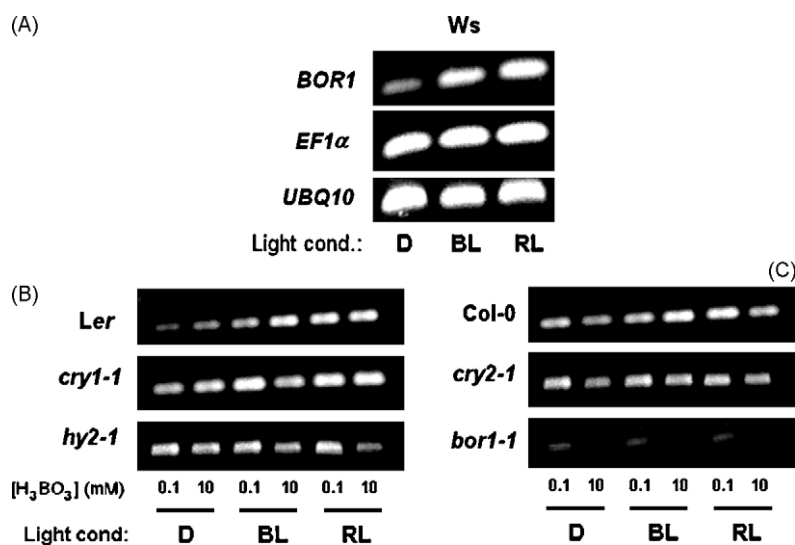 (A)
Ws
BOR1
EF1α
UBQ10
Light cond.: D BL RL
(B)
Ler
cry1-1
hy2-1
[H₃BO₃] (mM) 0.1 10 0.1 10 0.1 10
Light cond: D BL RL
(C)
Col-0
cry2-1
bor1-1
0.1 10 0.1 10 0.1 10
D BL RL